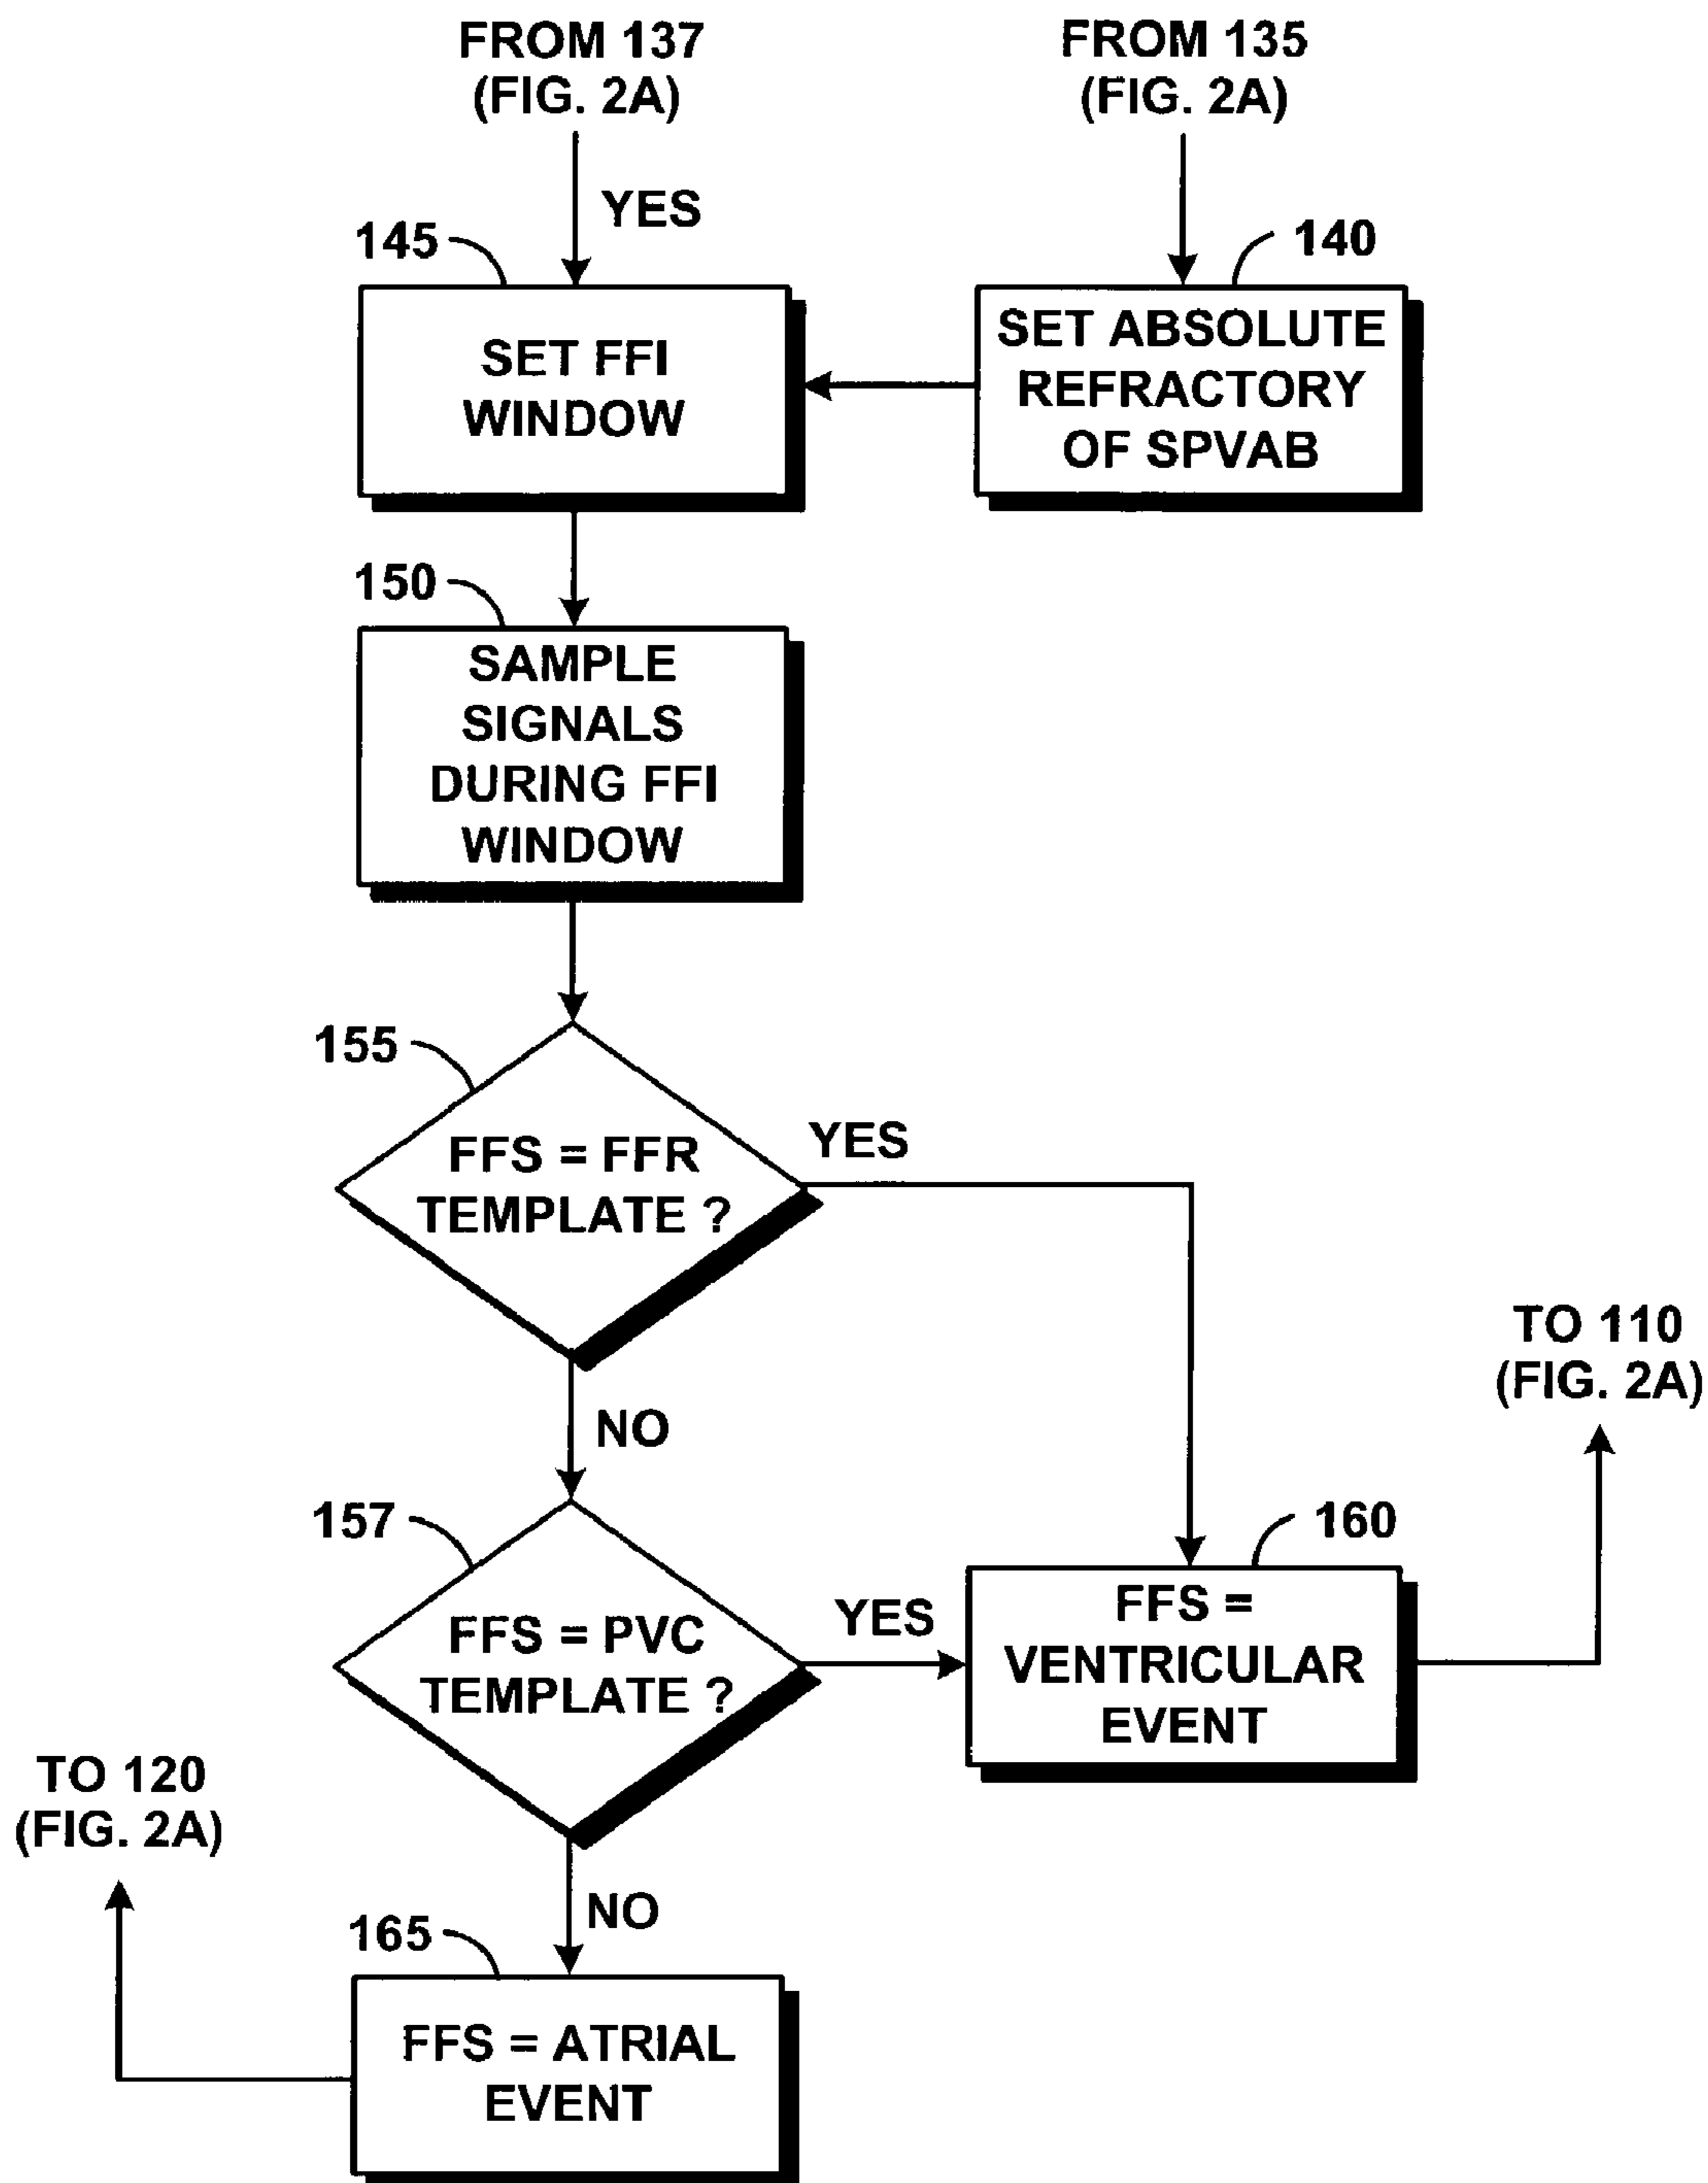 FROM 137
(FIG. 2A)
FROM 135
(FIG. 2A)
YES
145
140
SET FFI
WINDOW
SET ABSOLUTE
REFRACTORY
OF SPVAB
150
SAMPLE
SIGNALS
DURING FFI
WINDOW
155
FFS = FFR
TEMPLATE ?
YES
NO
TO 110
(FIG. 2A)
157
FFS = PVC
TEMPLATE ?
YES
160
FFS =
VENTRICULAR
EVENT
NO
TO 120
(FIG. 2A)
165
FFS = ATRIAL
EVENT